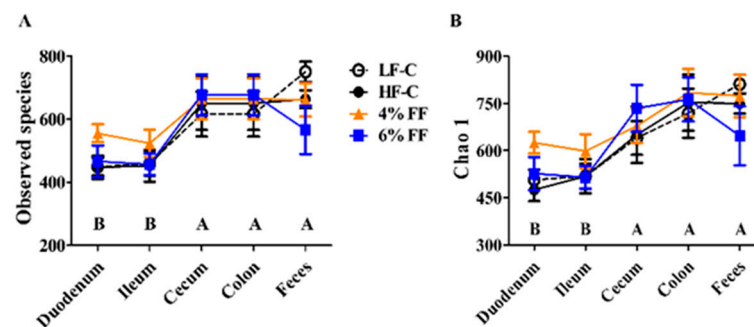 A
Observed species
800
600
400
200
B B A A A
Duodenum
Ileum
Cecum
Colon
Feces
LF-C
HF-C
4% FF
6% FF
B
Chao 1
900
750
600
450
300
B B A A A
Duodenum
Ileum
Cecum
Colon
Feces